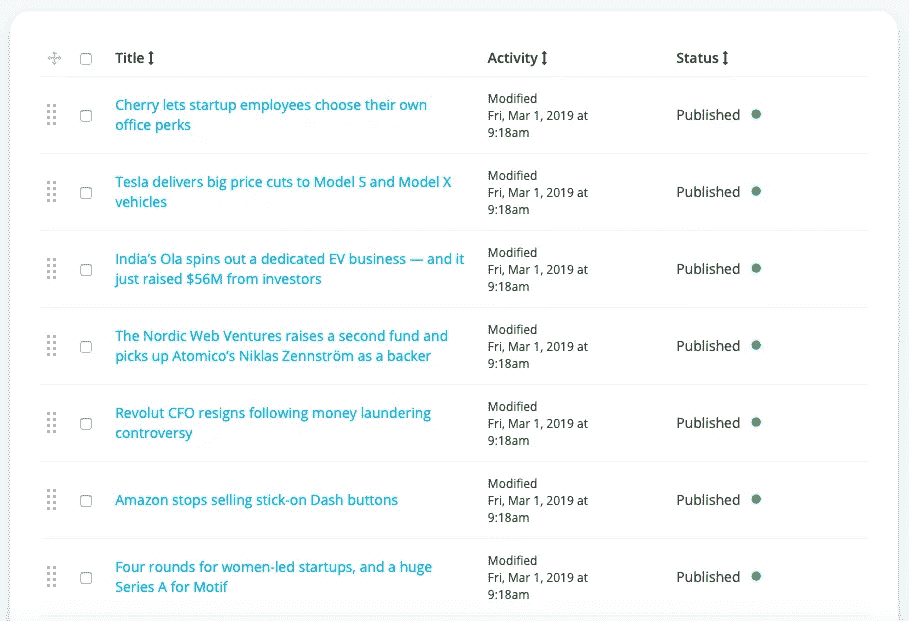 Title Activity Status
Cherry lets startup employees choose their own
office perks
Modified
Fri, Mar 1, 2019 at
9:18am
Published
Tesla delivers big price cuts to Model S and Model X
vehicles
Modified
Fri, Mar 1, 2019 at
9:18am
Published
India’s Ola spins out a dedicated EV business — and it
just raised $56M from investors
Modified
Fri, Mar 1, 2019 at
9:18am
Published
The Nordic Web Ventures raises a second fund and
picks up Atomico’s Niklas Zennström as a backer
Modified
Fri, Mar 1, 2019 at
9:18am
Published
Revolut CFO resigns following money laundering
controversy
Modified
Fri, Mar 1, 2019 at
9:18am
Published
Amazon stops selling stick-on Dash buttons
Modified
Fri, Mar 1, 2019 at
9:18am
Published
Four rounds for women-led startups, and a huge
Series A for Motif
Modified
Fri, Mar 1, 2019 at
9:18am
Published